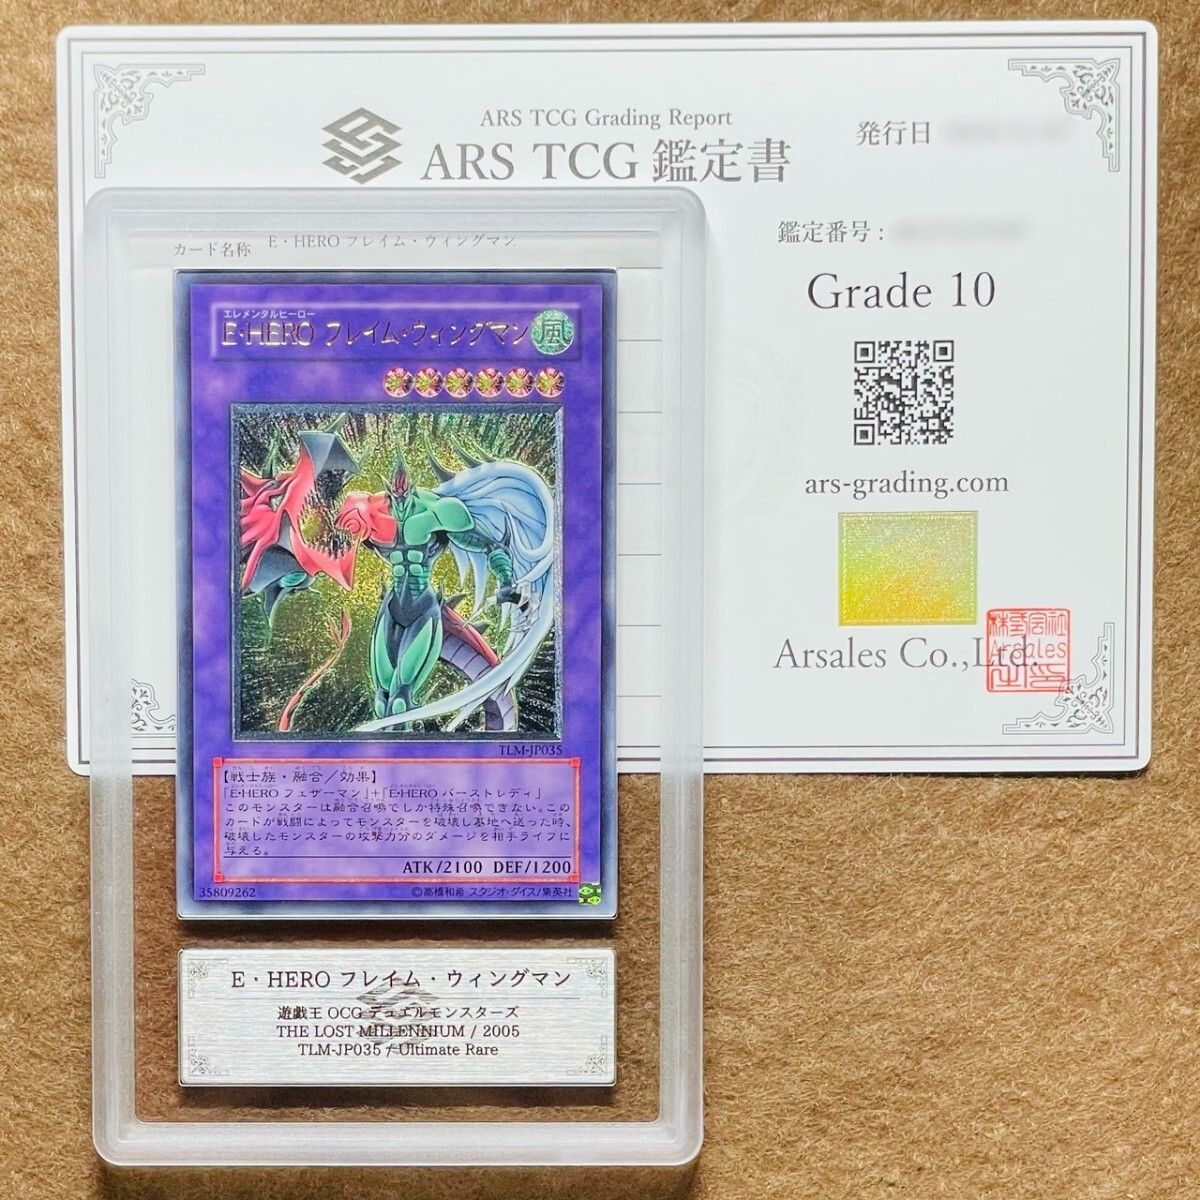 ARS TCG Grading Report
ARS TCG 鑑定書
発行日
鑑定番号 :
Grade 10
ars-grading.com
Arsales Co.,Ltd.
株式会社
Arsales
カード名称 E・HERO フレイム・ウィングマン
エレメンタルヒーロー
E・HERO フレイム・ウィングマン 風
TLM-JP035
【戦士族・融合／効果】
「E・HERO フェザーマン」+「E・HERO バーストレディ」
このモンスターは融合召喚でしか特殊召喚できない。この
カードが戦闘によってモンスターを破壊し墓地へ送った時、
破壊したモンスターの攻撃力分のダメージを相手ライフに
与える。
ATK/2100 DEF/1200
35809262 ©高橋和希 スタジオ・ダイス/集英社
E・HERO フレイム・ウィングマン
遊戯王 OCG デュエルモンスターズ
THE LOST MILLENNIUM / 2005
TLM-JP035 / Ultimate Rare